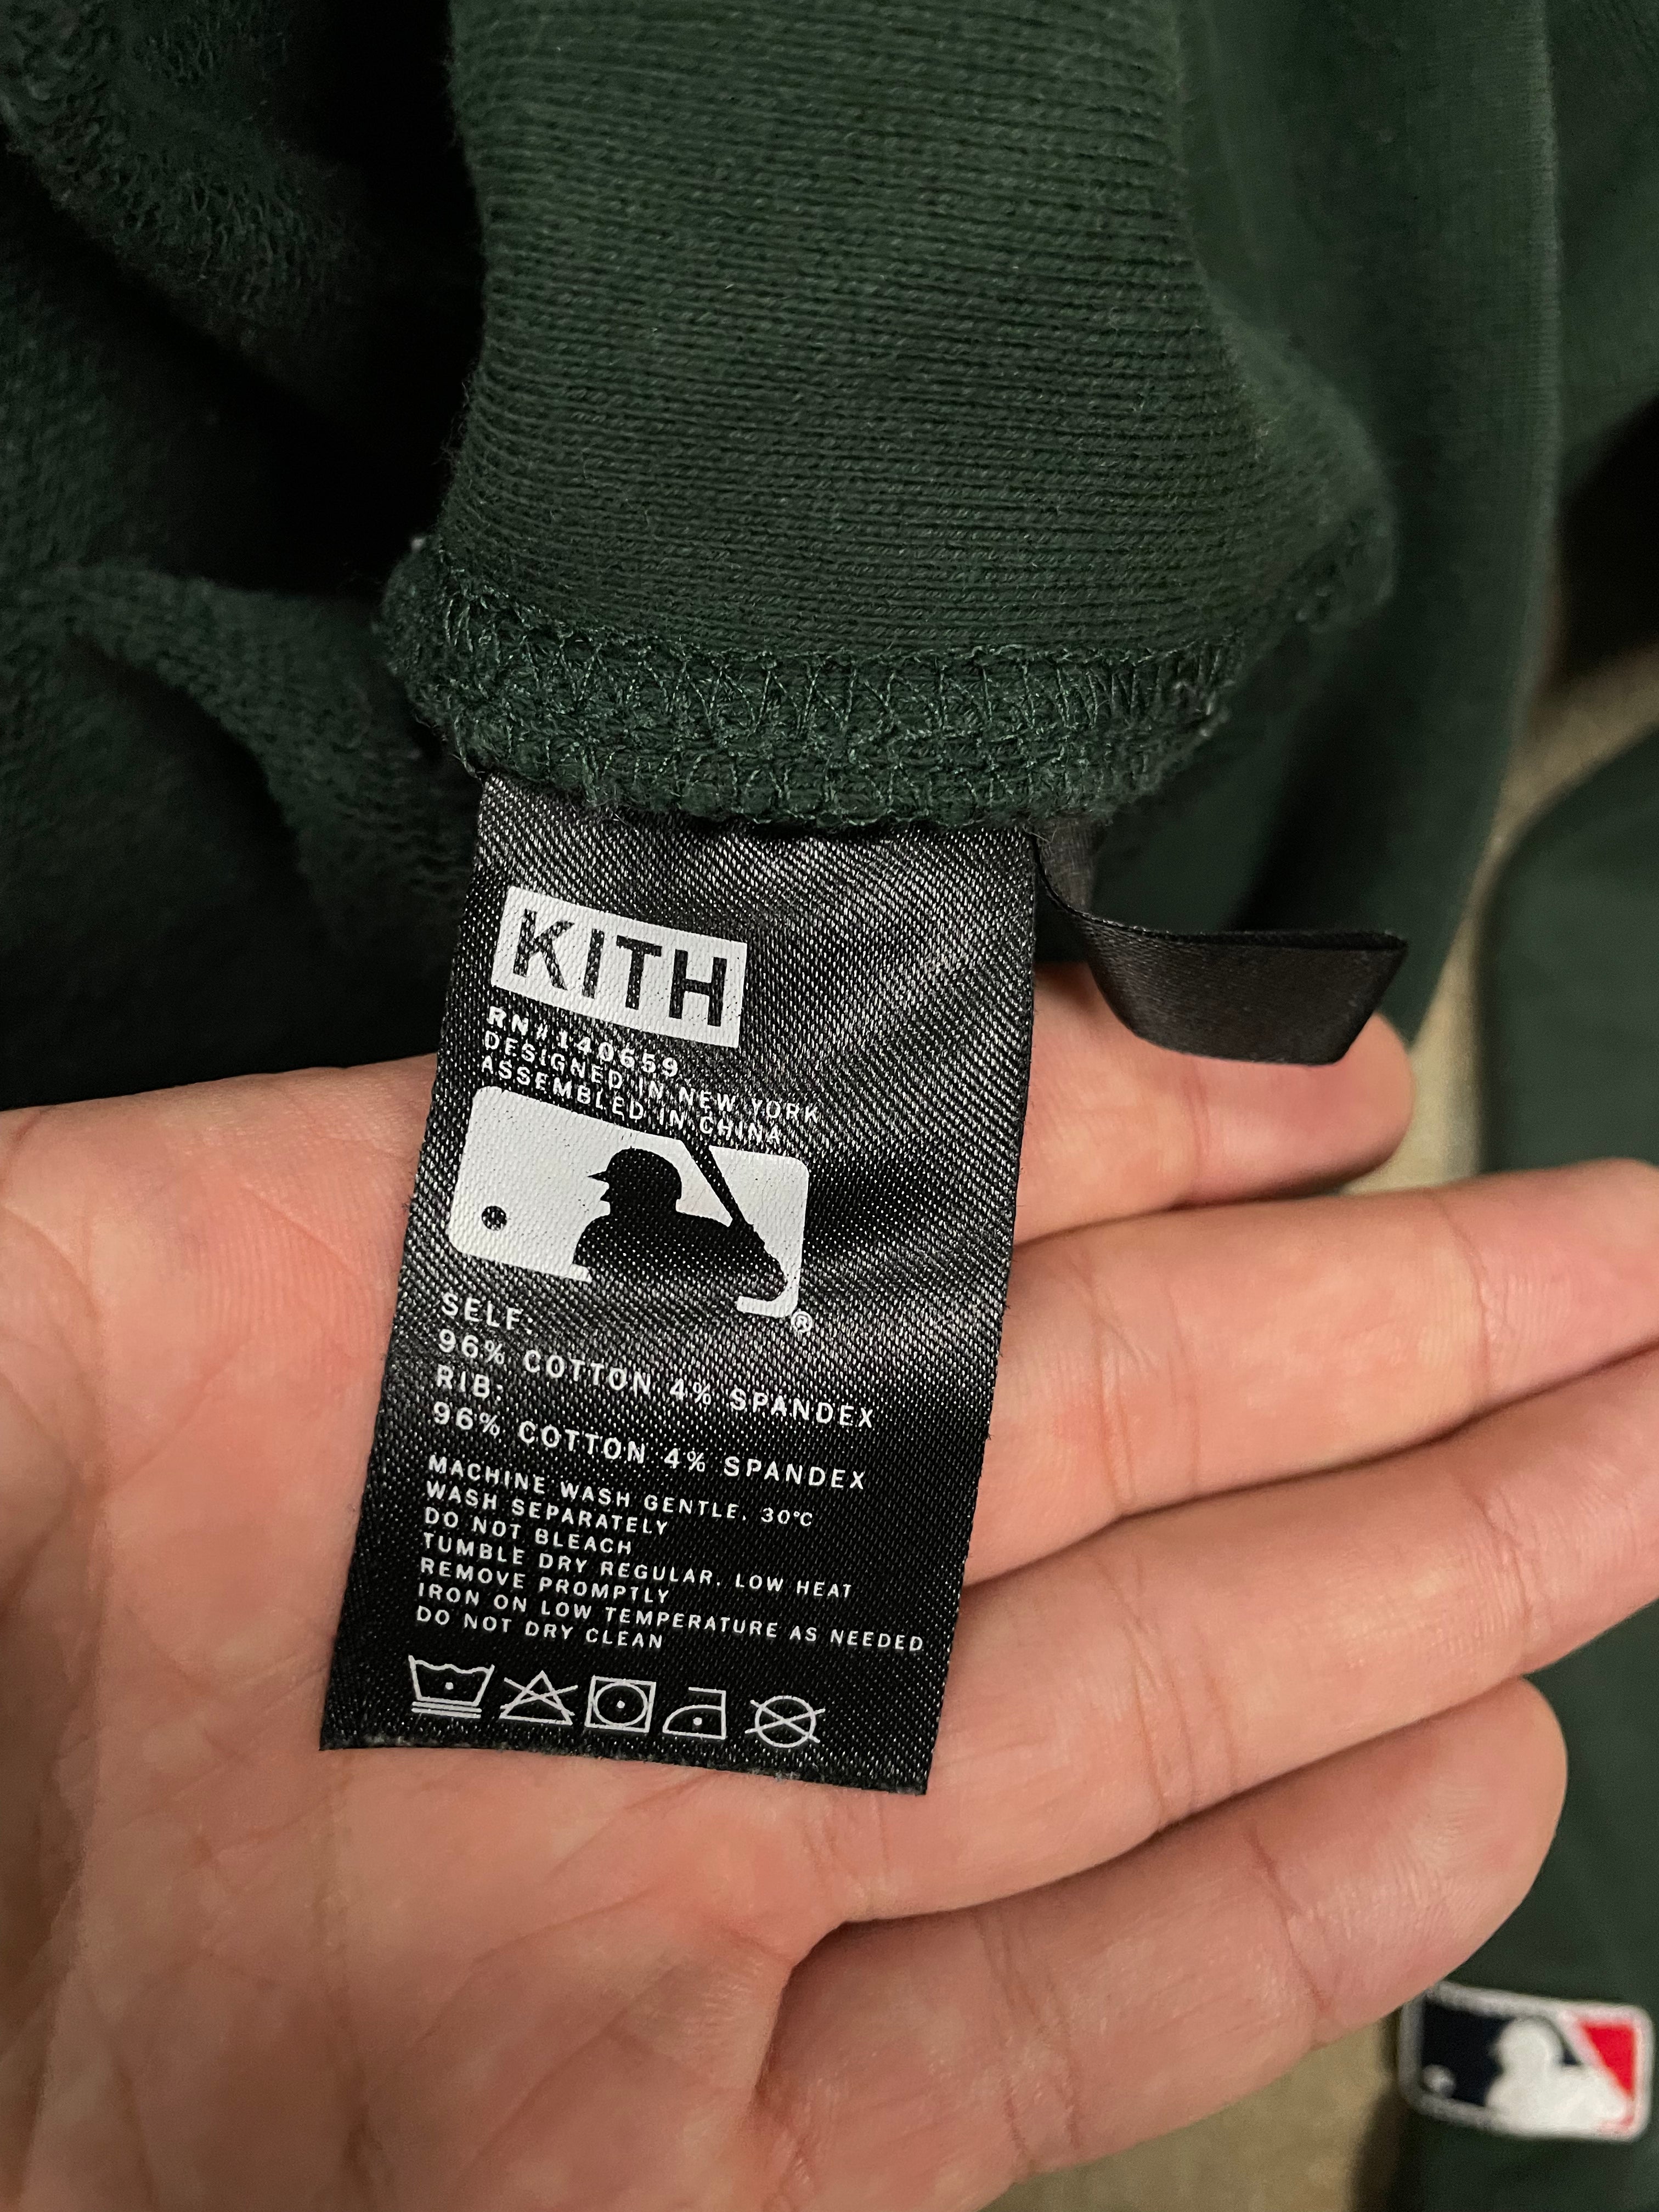 KITH
RN#140659
DESIGNED IN NEW YORK
ASSEMBLED IN CHINA
®
SELF:
96% COTTON 4% SPANDEX
RIB:
96% COTTON 4% SPANDEX
MACHINE WASH GENTLE, 30°C
WASH SEPARATELY
DO NOT BLEACH
TUMBLE DRY REGULAR, LOW HEAT
REMOVE PROMPTLY
IRON ON LOW TEMPERATURE AS NEEDED
DO NOT DRY CLEAN